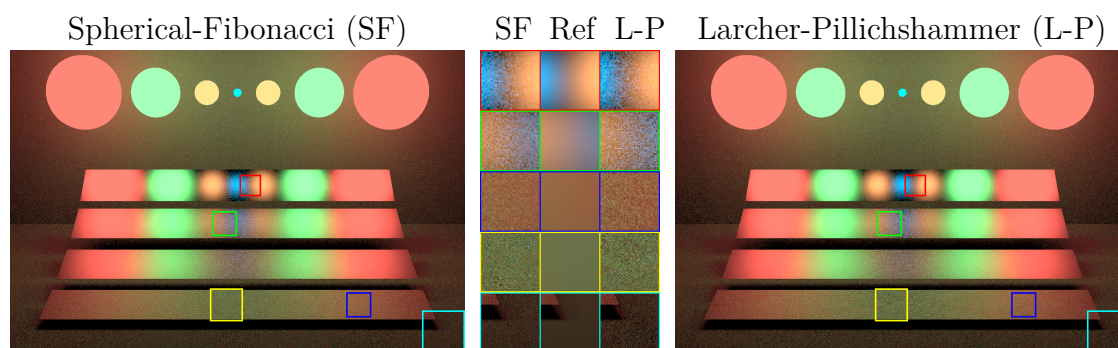 Spherical-Fibonacci (SF)
SF Ref L-P
Larcher-Pillichshammer (L-P)